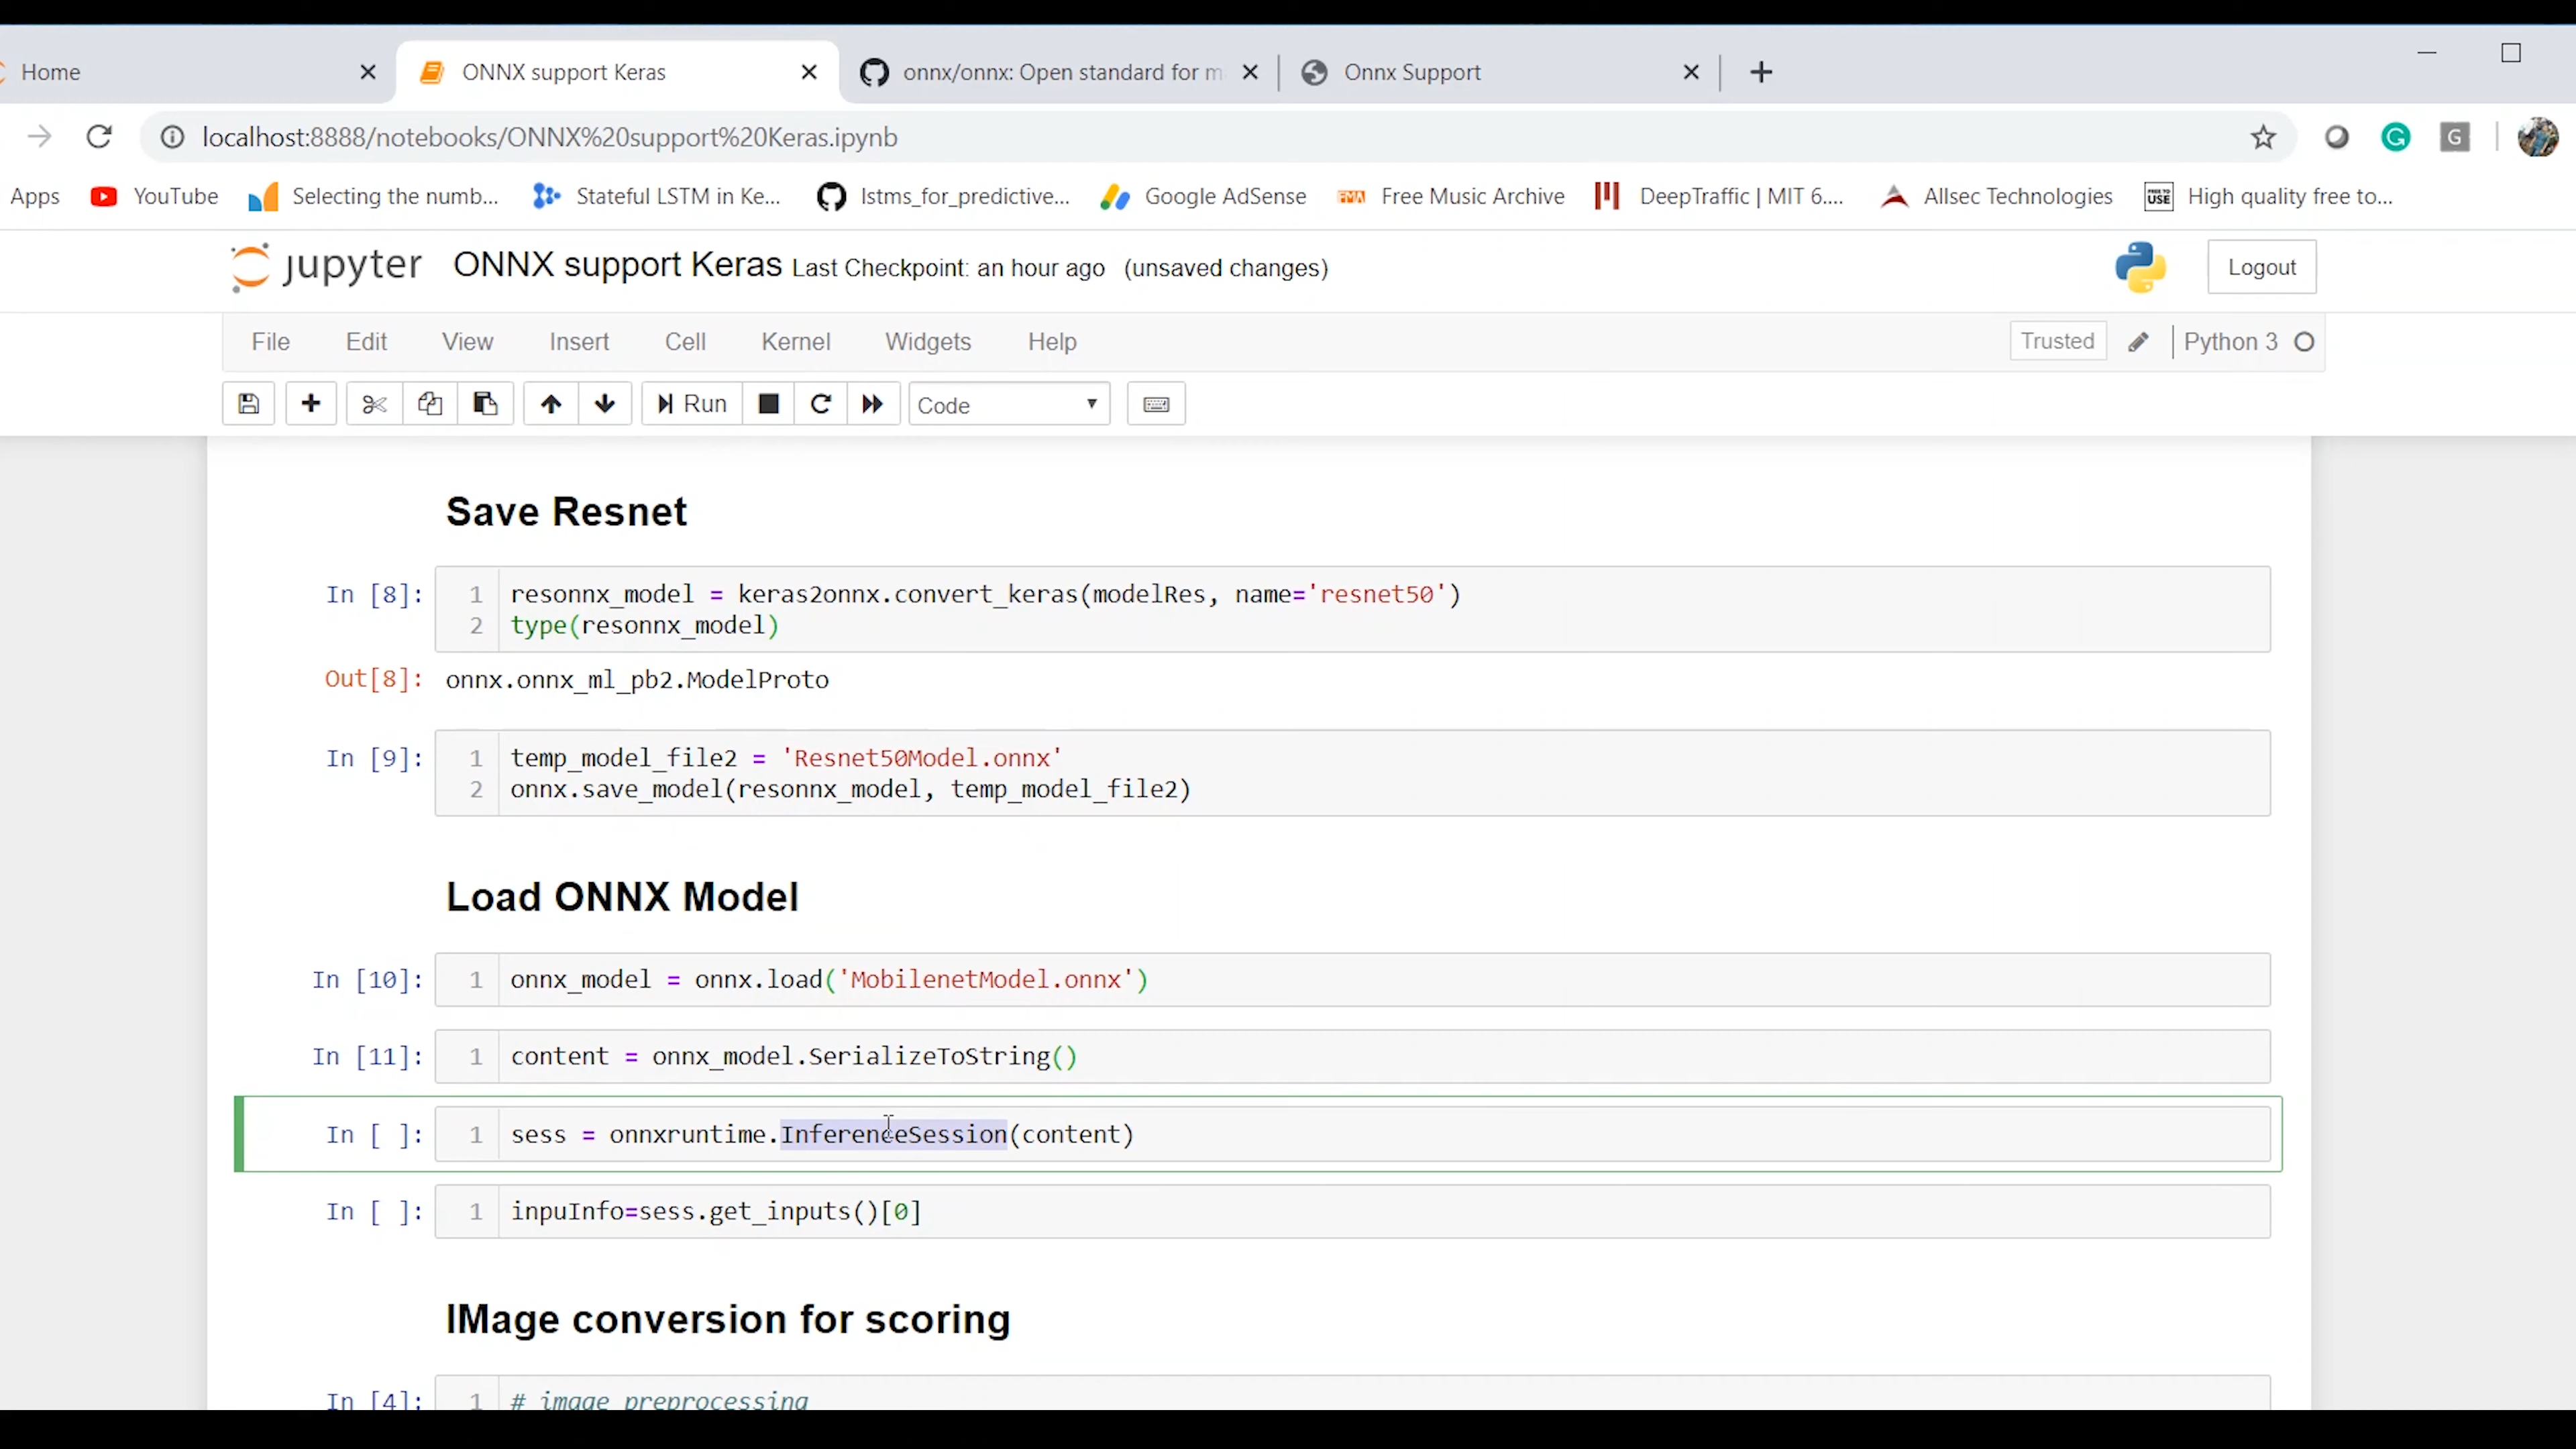 Home
ONNX support Keras
onnx/onnx: Open standard for m
Onnx Support
localhost:8888/notebooks/ONNX%20support%20Keras.ipynb
Apps
YouTube
Selecting the numb...
Stateful LSTM in Ke...
lstms_for_predictive...
Google AdSense
FMA
Free Music Archive
DeepTraffic | MIT 6....
Allsec Technologies
FREE TO USE
High quality free to...
jupyter
ONNX support Keras Last Checkpoint: an hour ago (unsaved changes)
Logout
File Edit View Insert Cell Kernel Widgets Help
Trusted
Python 3
Run
Code
Save Resnet
In [8]:
1 resonnx_model = keras2onnx.convert_keras(modelRes, name='resnet50')
2 type(resonnx_model)
Out[8]: onnx.onnx_ml_pb2.ModelProto
In [9]:
1 temp_model_file2 = 'Resnet50Model.onnx'
2 onnx.save_model(resonnx_model, temp_model_file2)
Load ONNX Model
In [10]: 1 onnx_model = onnx.load('MobilenetModel.onnx')
In [11]: 1 content = onnx_model.SerializeToString()
In [ ]: 1 sess = onnxruntime.InferenceSession(content)
In [ ]: 1 inpuInfo=sess.get_inputs()[0]
IMage conversion for scoring
In [4]: 1 # image preprocessing